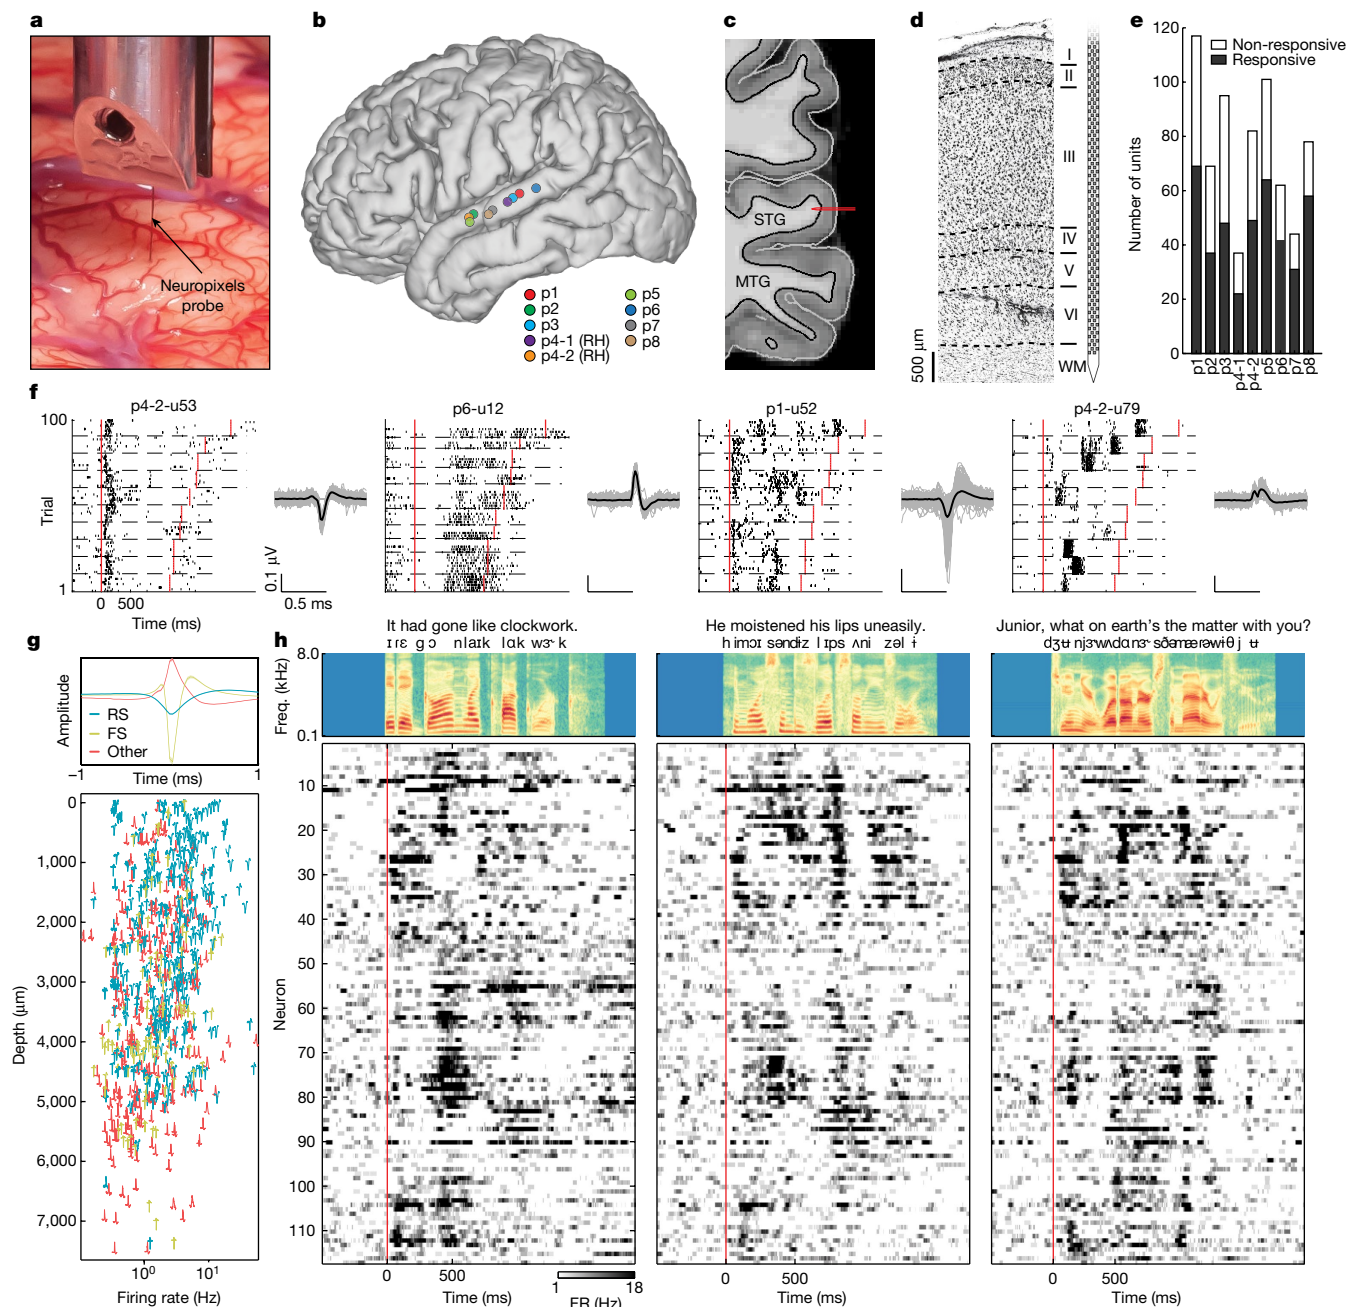 a
Neuropixels
probe
b
p1
p2
p3
p4-1 (RH)
p4-2 (RH)
p5
p6
p7
p8
c
STG
MTG
d
I
II
III
IV
V
VI
WM
500 μm
e
Number of units
120
100
80
60
40
20
0
Non-responsive
Responsive
p1
p2
p3
p4-1
p4-2
p5
p6
p7
p8
f
p4-2-u53
p6-u12
p1-u52
p4-2-u79
100
Trial
1
0 500
Time (ms)
0.1 μV
0.5 ms
g
Amplitude
RS
FS
Other
−1 1
Time (ms)
0
1,000
2,000
3,000
4,000
5,000
6,000
7,000
Depth (μm)
10⁰ 10¹
Firing rate (Hz)
h
It had gone like clockwork.
He moistened his lips uneasily.
Junior, what on earth's the matter with you?
8.0
Freq. (kHz)
0.1
10
20
30
40
50
60
70
80
90
100
110
Neuron
0 500
Time (ms)
1 18
FR (Hz)
0 500
Time (ms)
0 500
Time (ms)